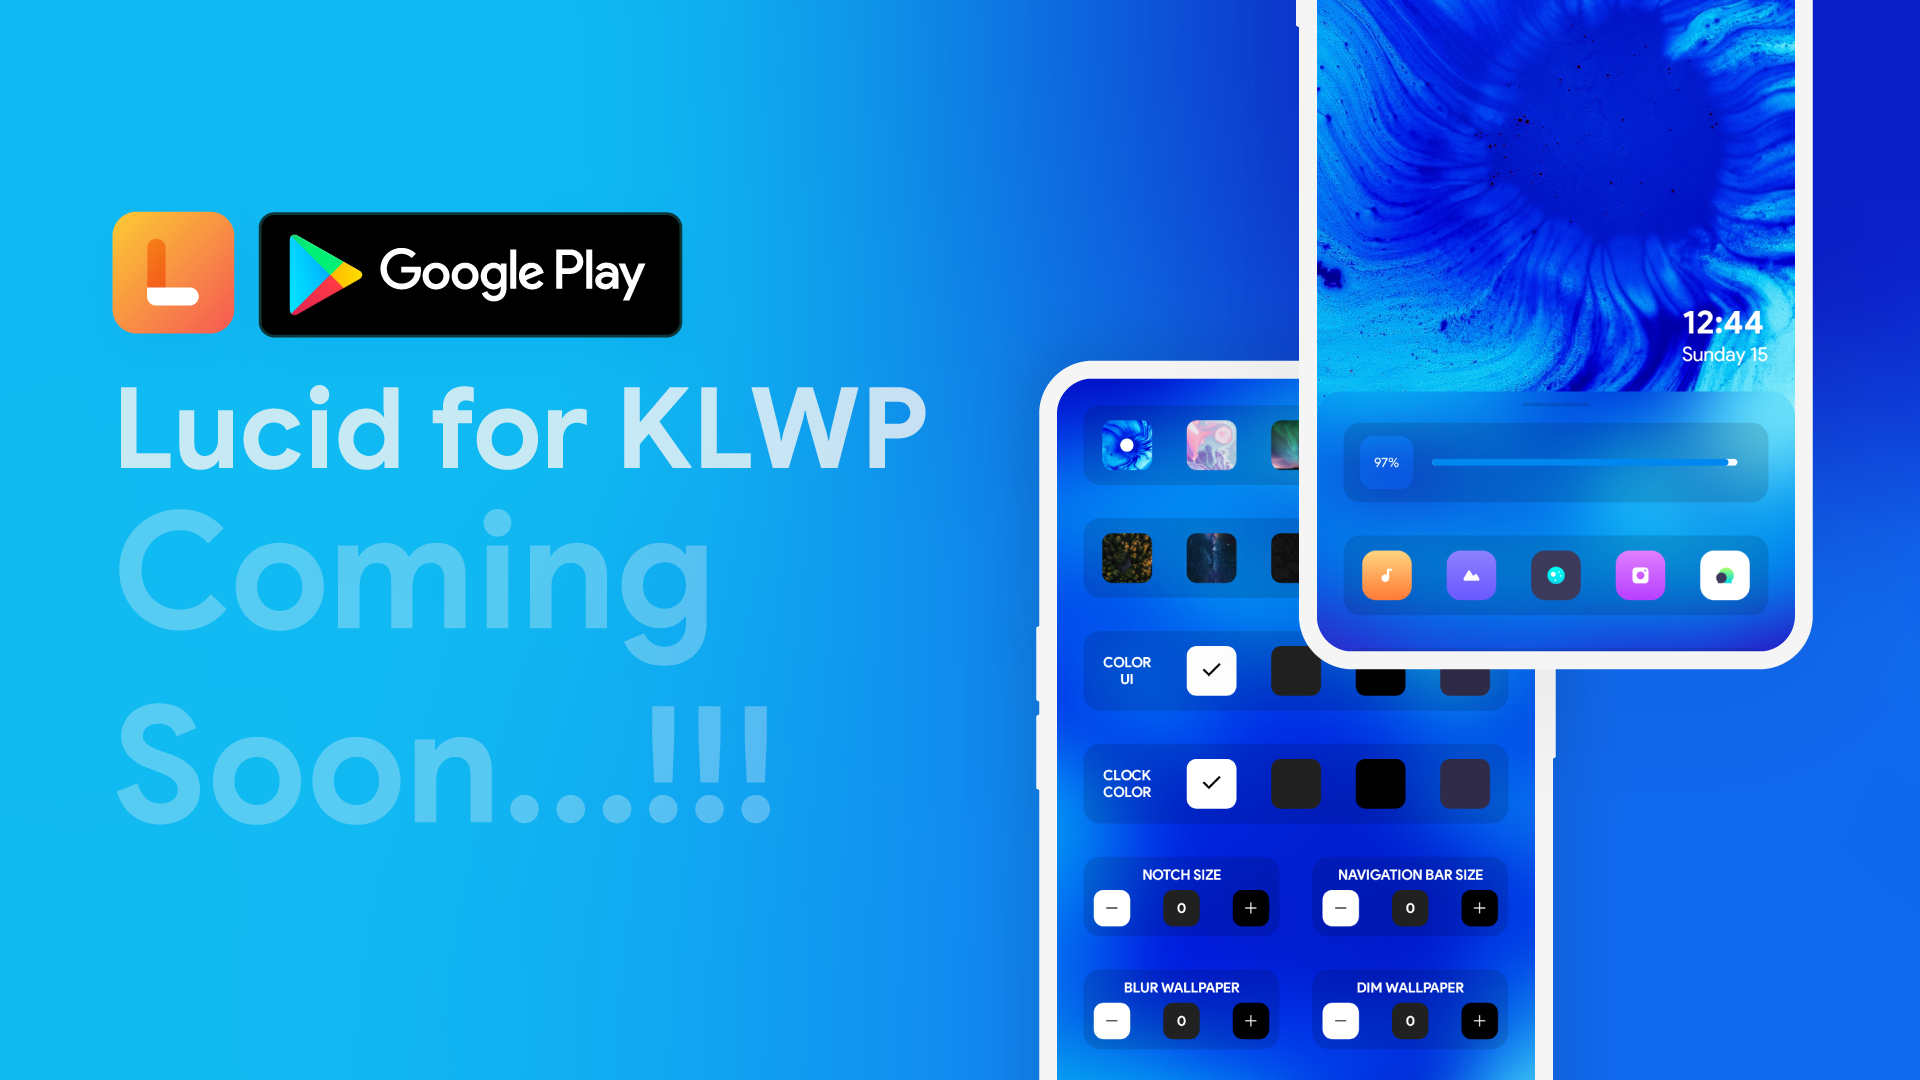 Google Play
Lucid for KLWP
Coming
Soon...!!!
12:44
Sunday 15
97%
COLOR
UI
CLOCK
COLOR
NOTCH SIZE
NAVIGATION BAR SIZE
− 0 +
− 0 +
BLUR WALLPAPER
DIM WALLPAPER
− 0 +
− 0 +